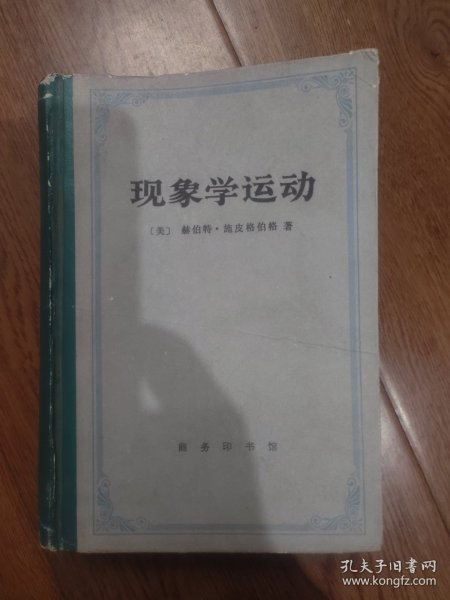 现象学运动
〔美〕 赫伯特·施皮格伯格 著
商务印书馆
孔夫子旧书网
www.kongfz.com